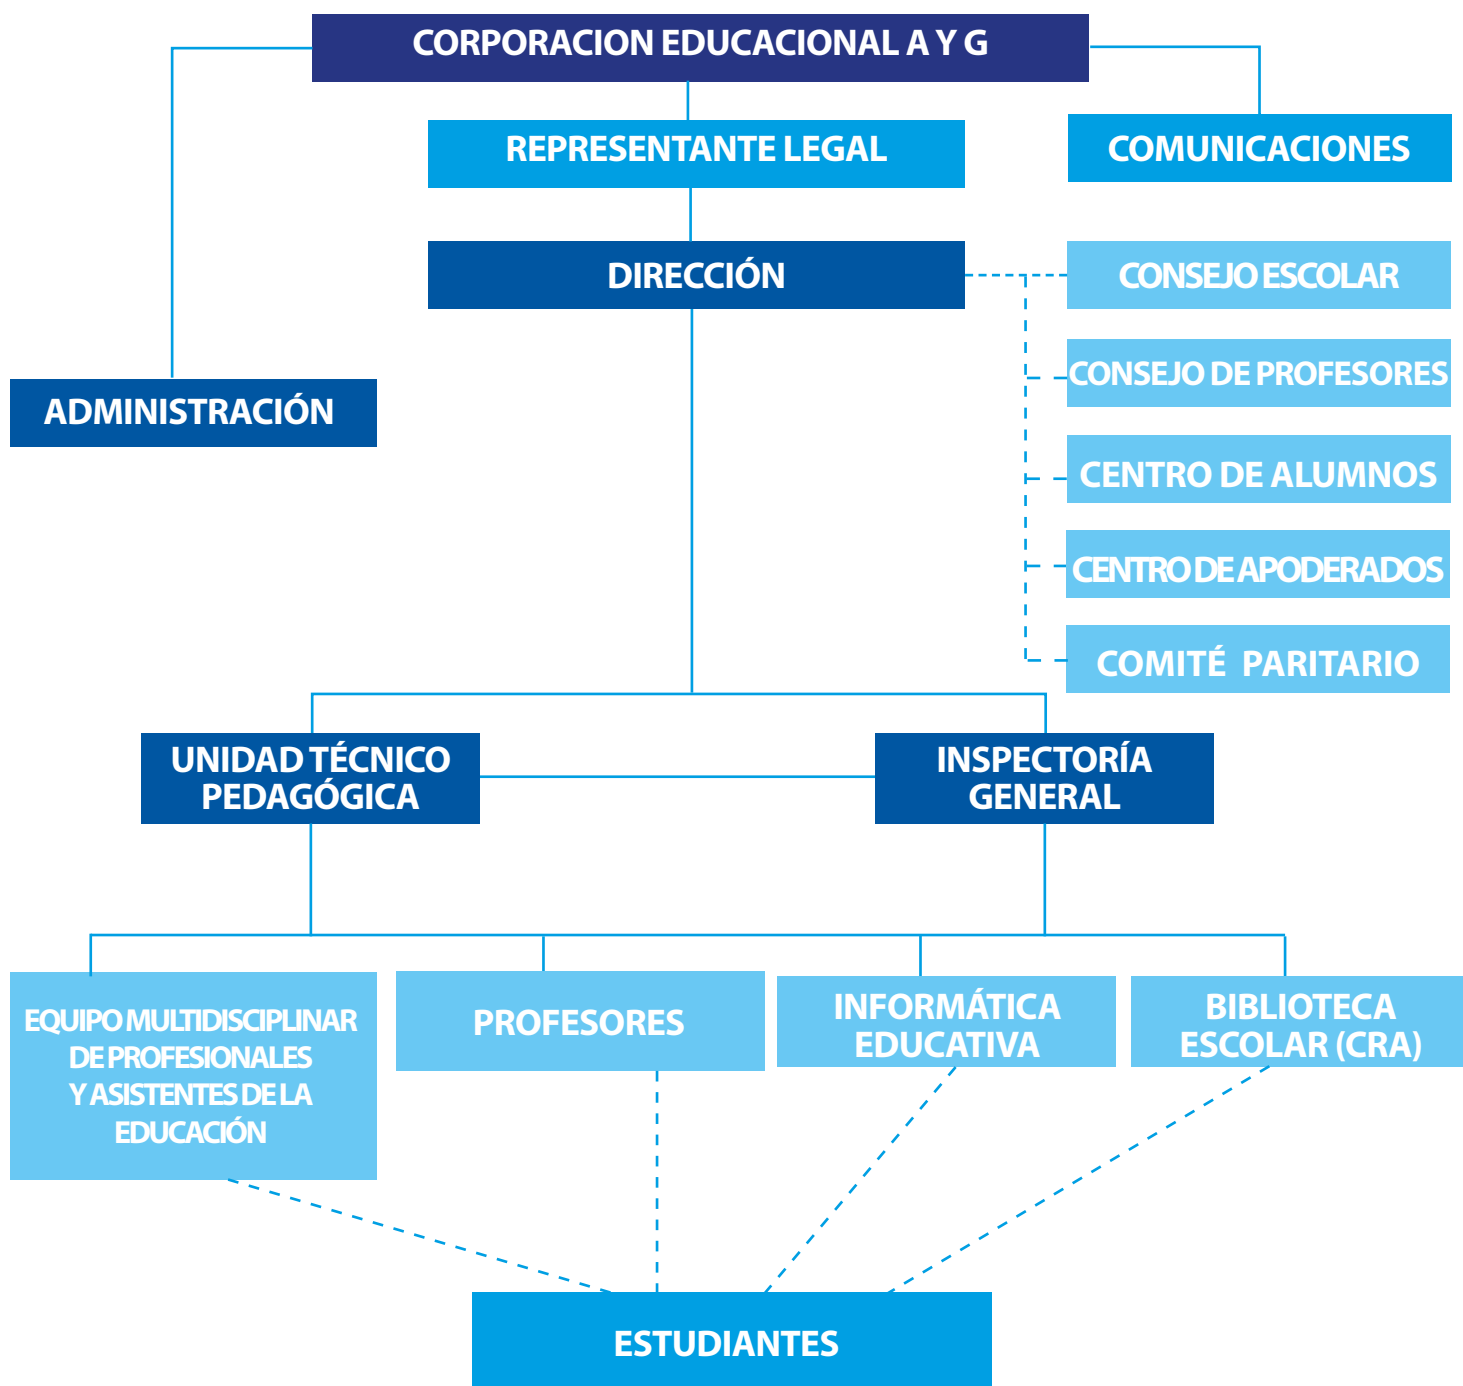 CORPORACION EDUCACIONAL A Y G
REPRESENTANTE LEGAL
COMUNICACIONES
DIRECCIÓN
CONSEJO ESCOLAR
CONSEJO DE PROFESORES
ADMINISTRACIÓN
CENTRO DE ALUMNOS
CENTRO DE APODERADOS
COMITÉ PARITARIO
UNIDAD TÉCNICO
PEDAGÓGICA
INSPECTORÍA
GENERAL
EQUIPO MULTIDISCIPLINAR
DE PROFESIONALES
Y ASISTENTES DE LA
EDUCACIÓN
PROFESORES
INFORMÁTICA
EDUCATIVA
BIBLIOTECA
ESCOLAR (CRA)
ESTUDIANTES